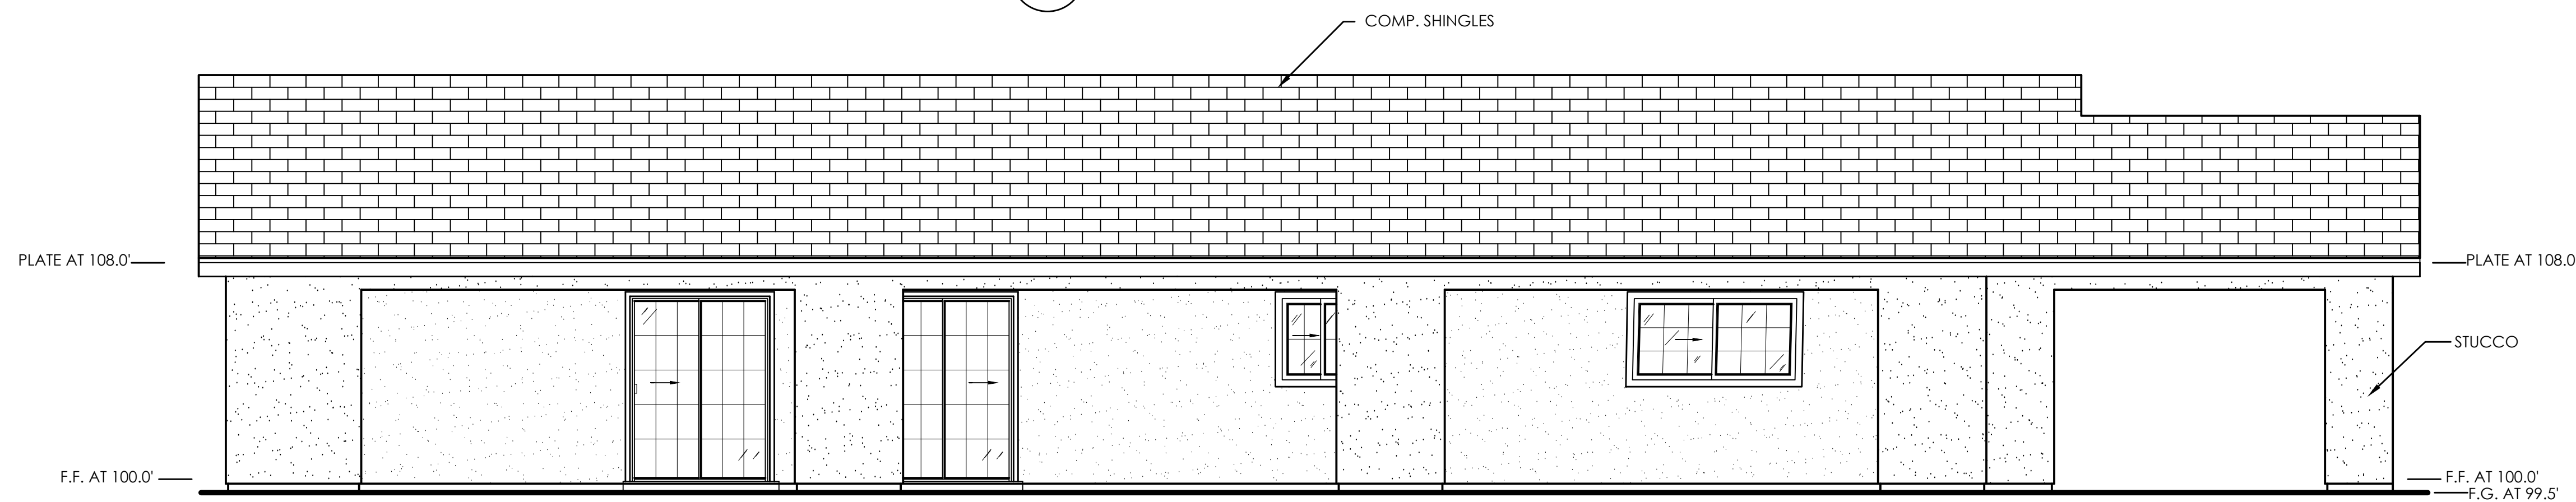 COMP. SHINGLES
PLATE AT 108.0'
PLATE AT 108.0
STUCCO
F.F. AT 100.0'
F.F. AT 100.0'
F.G. AT 99.5'